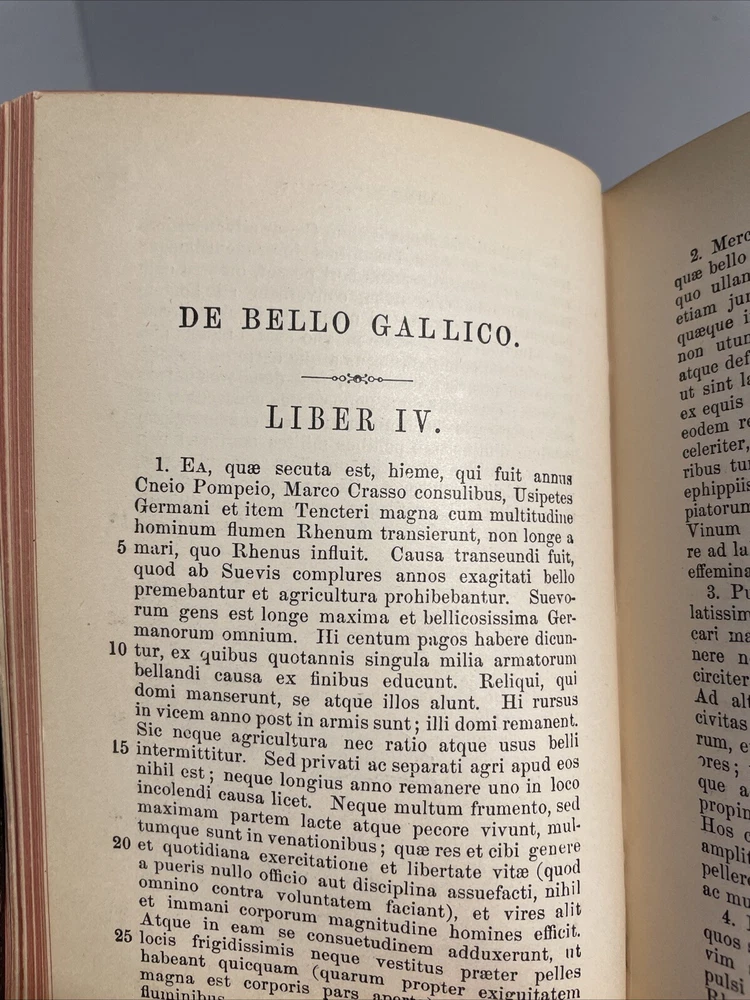 DE BELLO GALLICO.
LIBER IV.
1. EA, quæ secuta est, hieme, qui fuit annus
Cneio Pompeio, Marco Crasso consulibus, Usipetes
Germani et item Tencteri magna cum multitudine
hominum flumen Rhenum transierunt, non longe a
5 mari, quo Rhenus influit. Causa transeundi fuit,
quod ab Suevis complures annos exagitati bello
premebantur et agricultura prohibebantur. Suevo-
rum gens est longe maxima et bellicosissima Ger-
manorum omnium. Hi centum pagos habere dicun-
10 tur, ex quibus quotannis singula milia armatorum
bellandi causa ex finibus educunt. Reliqui, qui
domi manserunt, se atque illos alunt. Hi rursus
in vicem anno post in armis sunt; illi domi remanent.
Sic neque agricultura nec ratio atque usus belli
15 intermittitur. Sed privati ac separati agri apud eos
nihil est; neque longius anno remanere uno in loco
incolendi causa licet. Neque multum frumento, sed
maximam partem lacte atque pecore vivunt, mul-
tumque sunt in venationibus; quæ res et cibi genere
20 et quotidiana exercitatione et libertate vitæ (quod
a pueris nullo officio aut disciplina assuefacti, nihil
omnino contra voluntatem faciant), et vires alit
et immani corporum magnitudine homines efficit.
Atque in eam se consuetudinem adduxerunt, ut
25 locis frigidissimis neque vestitus præter pelles
habeant quicquam (quarum propter exiguitatem
magna est corporis pars aperta
fluminibus
2. Merc
quæ bello
quo ullam
etiam jum
quæque i
non utun
atque def
ut sint la
ex equis
eodem re
celeriter,
ribus tur
ephippiis
piatorum
Vinum
re ad la
effemina
3. Pu
latissim
cari ma
nere n
circiter
Ad alt
civitas
rum, e
ores;
que a
propin
Hos c
amplit
pellere
ac mu
4.
quos
vim
pulsi